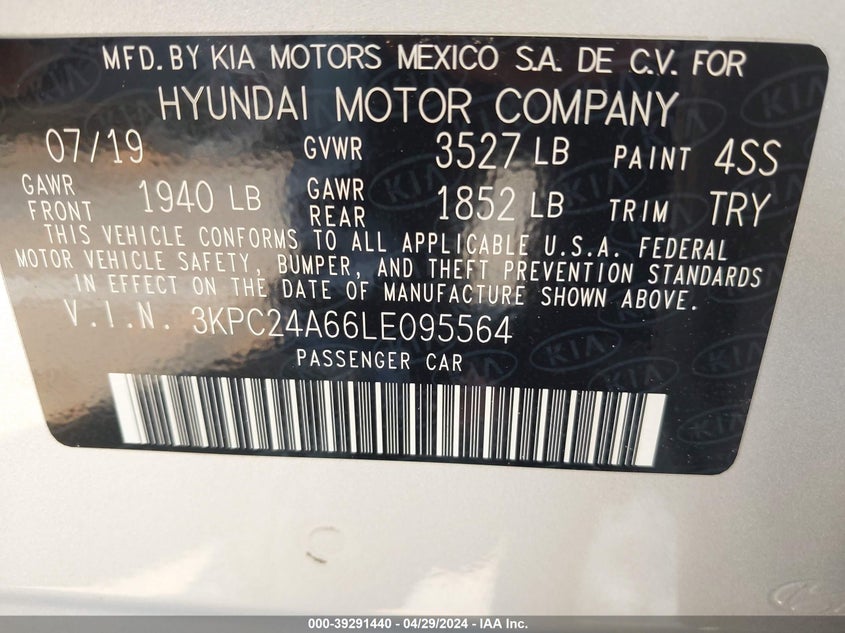 MFD. BY KIA MOTORS MEXICO S.A. DE C.V. FOR
HYUNDAI MOTOR COMPANY
07/19 GVWR 3527 LB PAINT 4SS
GAWR FRONT 1940 LB GAWR REAR 1852 LB TRIM TRY
THIS VEHICLE CONFORMS TO ALL APPLICABLE U.S.A. FEDERAL
MOTOR VEHICLE SAFETY, BUMPER, AND THEFT PREVENTION STANDARDS
IN EFFECT ON THE DATE OF MANUFACTURE SHOWN ABOVE.
V.I.N. 3KPC24A66LE095564
PASSENGER CAR
000-39291440 - 04/29/2024 - IAA Inc.